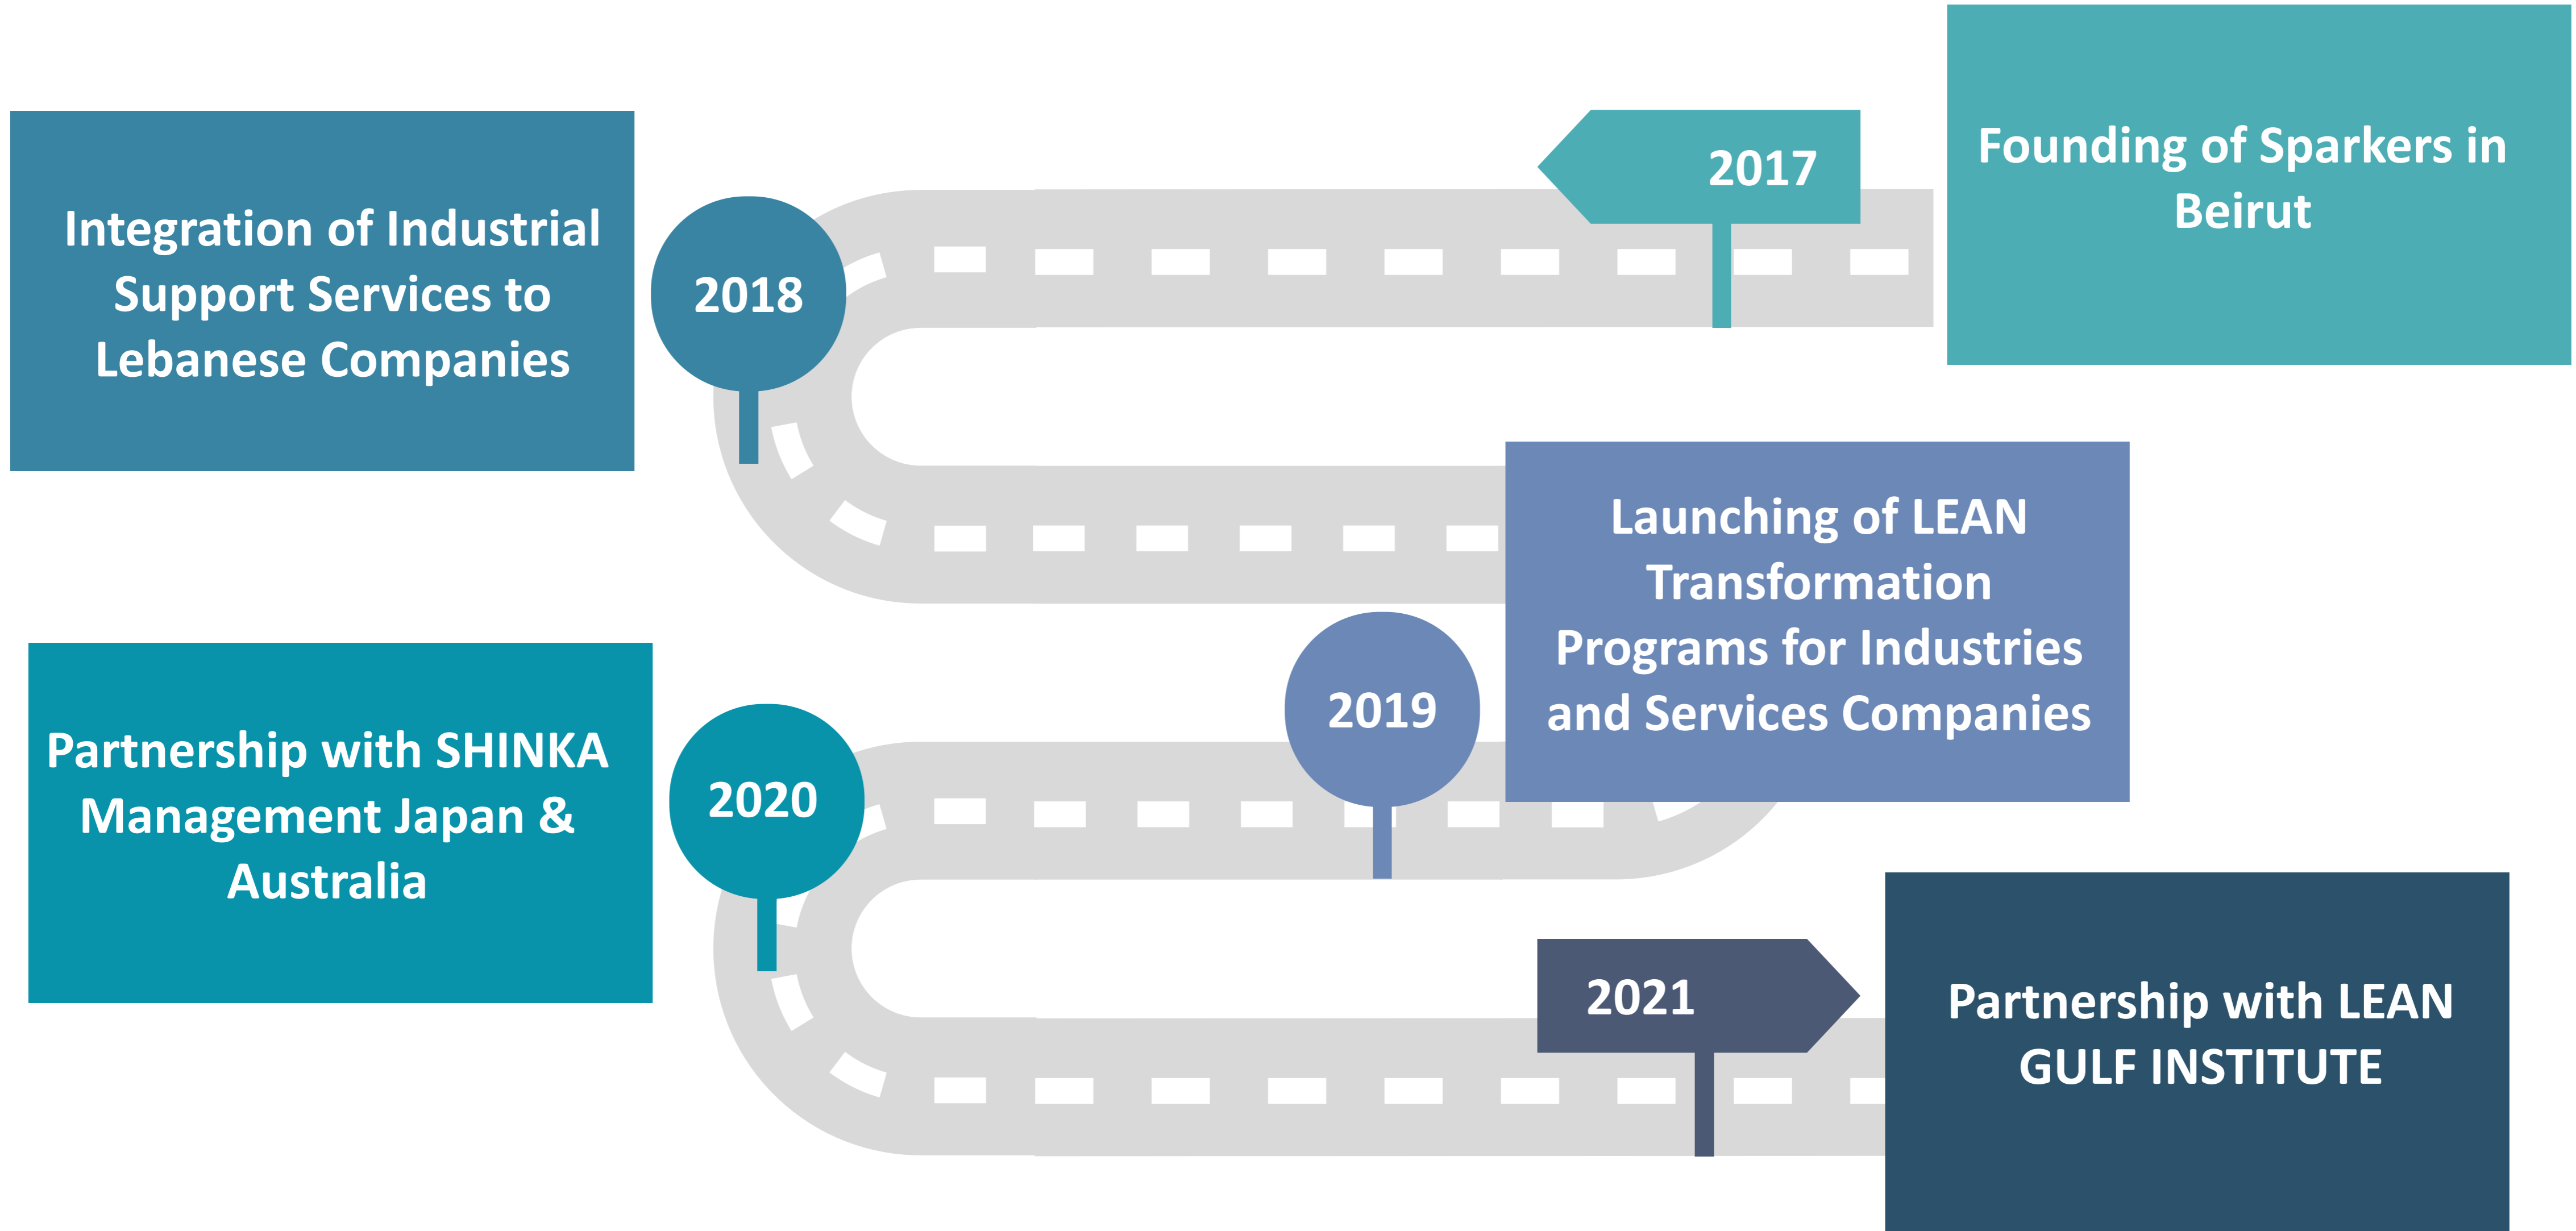 2017
Founding of Sparkers in
Beirut
2018
Integration of Industrial
Support Services to
Lebanese Companies
2019
Launching of LEAN
Transformation
Programs for Industries
and Services Companies
2020
Partnership with SHINKA
Management Japan &
Australia
2021
Partnership with LEAN
GULF INSTITUTE